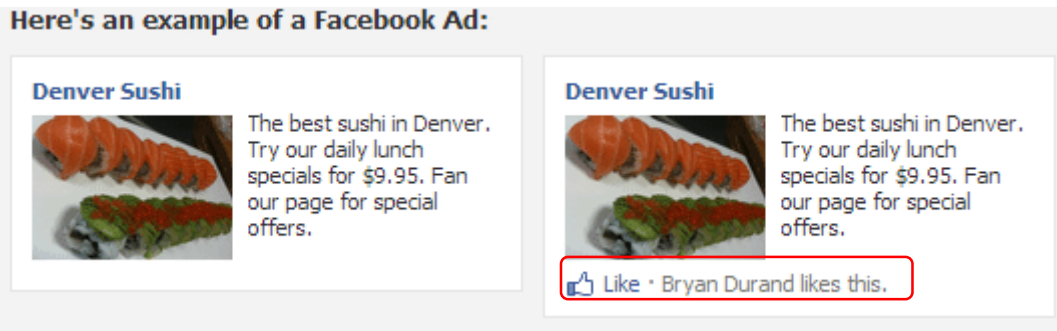 Here's an example of a Facebook Ad:
Denver Sushi
The best sushi in Denver.
Try our daily lunch
specials for $9.95. Fan
our page for special
offers.
Denver Sushi
The best sushi in Denver.
Try our daily lunch
specials for $9.95. Fan
our page for special
offers.
Like · Bryan Durand likes this.